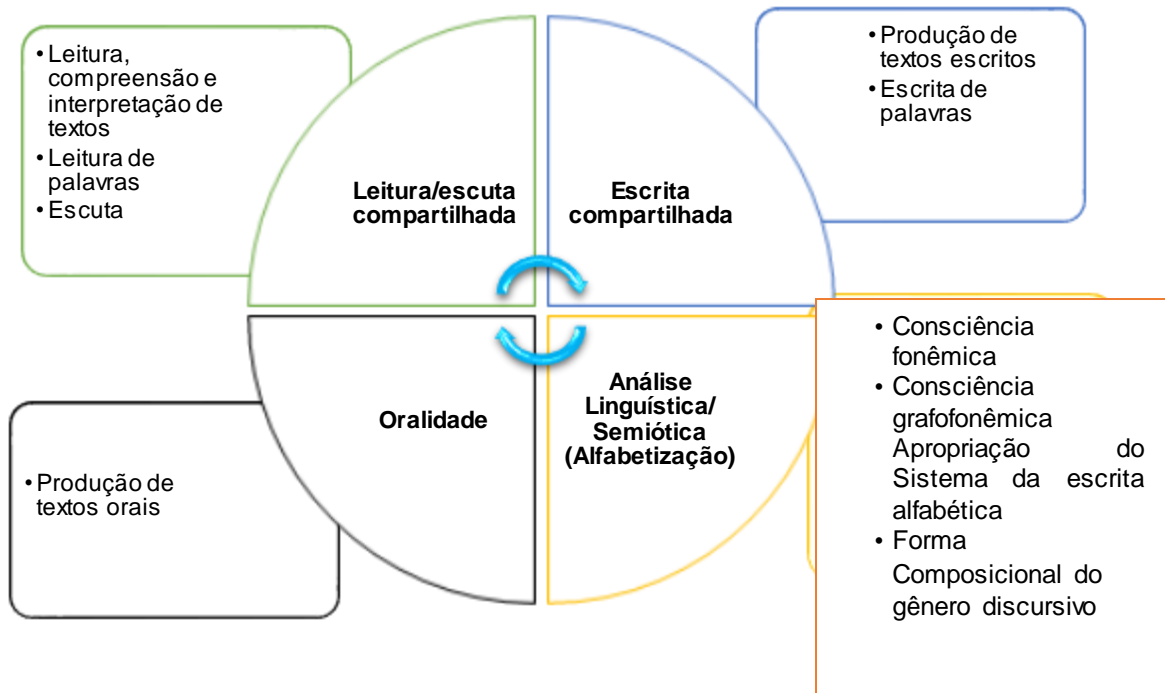 • Leitura,
compreensão e
interpretação de
textos
• Leitura de
palavras
• Escuta
Leitura/escuta
compartilhada
Escrita
compartilhada
• Produção de
textos escritos
• Escrita de
palavras
• Produção de
textos orais
Oralidade
Análise
Linguística/
Semiótica
(Alfabetização)
• Consciência
fonêmica
• Consciência
grafofonêmica
Apropriação do
Sistema da escrita
alfabética
• Forma
Composicional do
gênero discursivo